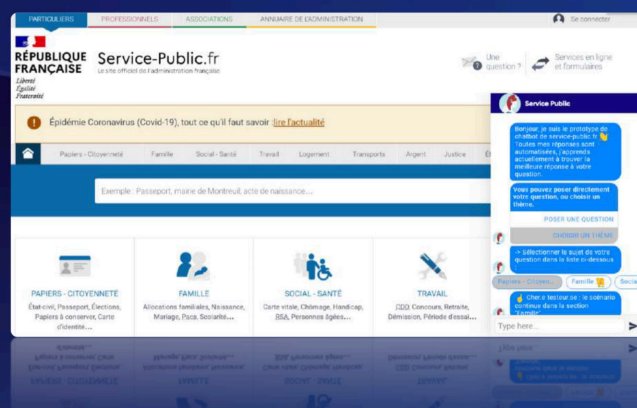 PARTICULIERS PROFESSIONNELS ASSOCIATIONS ANNUAIRE DE L'ADMINISTRATION Se connecter
RÉPUBLIQUE
FRANÇAISE
Liberté
Égalité
Fraternité
Service-Public.fr
Le site officiel de l'administration française
Une
question ?
Services en ligne
et formulaires
Épidémie Coronavirus (Covid-19), tout ce qu'il faut savoir :lire l'actualité
Papiers - Citoyenneté Famille Social - Santé Travail Logement Transports Argent Justice
Exemple : Passeport, mairie de Montreuil, acte de naissance...
PAPIERS - CITOYENNETÉ
État-civil, Passeport, Élections,
Papiers à conserver, Carte
d'identité...
FAMILLE
Allocations familiales, Naissance,
Mariage, Pacs, Scolarité...
SOCIAL - SANTÉ
Carte vitale, Chômage, Handicap,
RSA, Personnes âgées...
TRAVAIL
CDD, Concours, Retraite,
Démission, Période d'essai...
Service Public
Bonjour, je suis le prototype de
chatbot de service-public.fr 👋
Toutes mes réponses sont
automatisées, j'apprends
actuellement à trouver la
meilleure réponse à votre
question.
Vous pouvez poser directement
votre question, ou choisir un
thème.
POSER UNE QUESTION
CHOISIR UN THÈME
-> Sélectionner le sujet de votre
question dans la liste ci-dessous
:
Papiers - Citoyen... Famille Social
☝ Cher.e testeur.se : le scénario
continue dans la section
"Famille"
Type here...